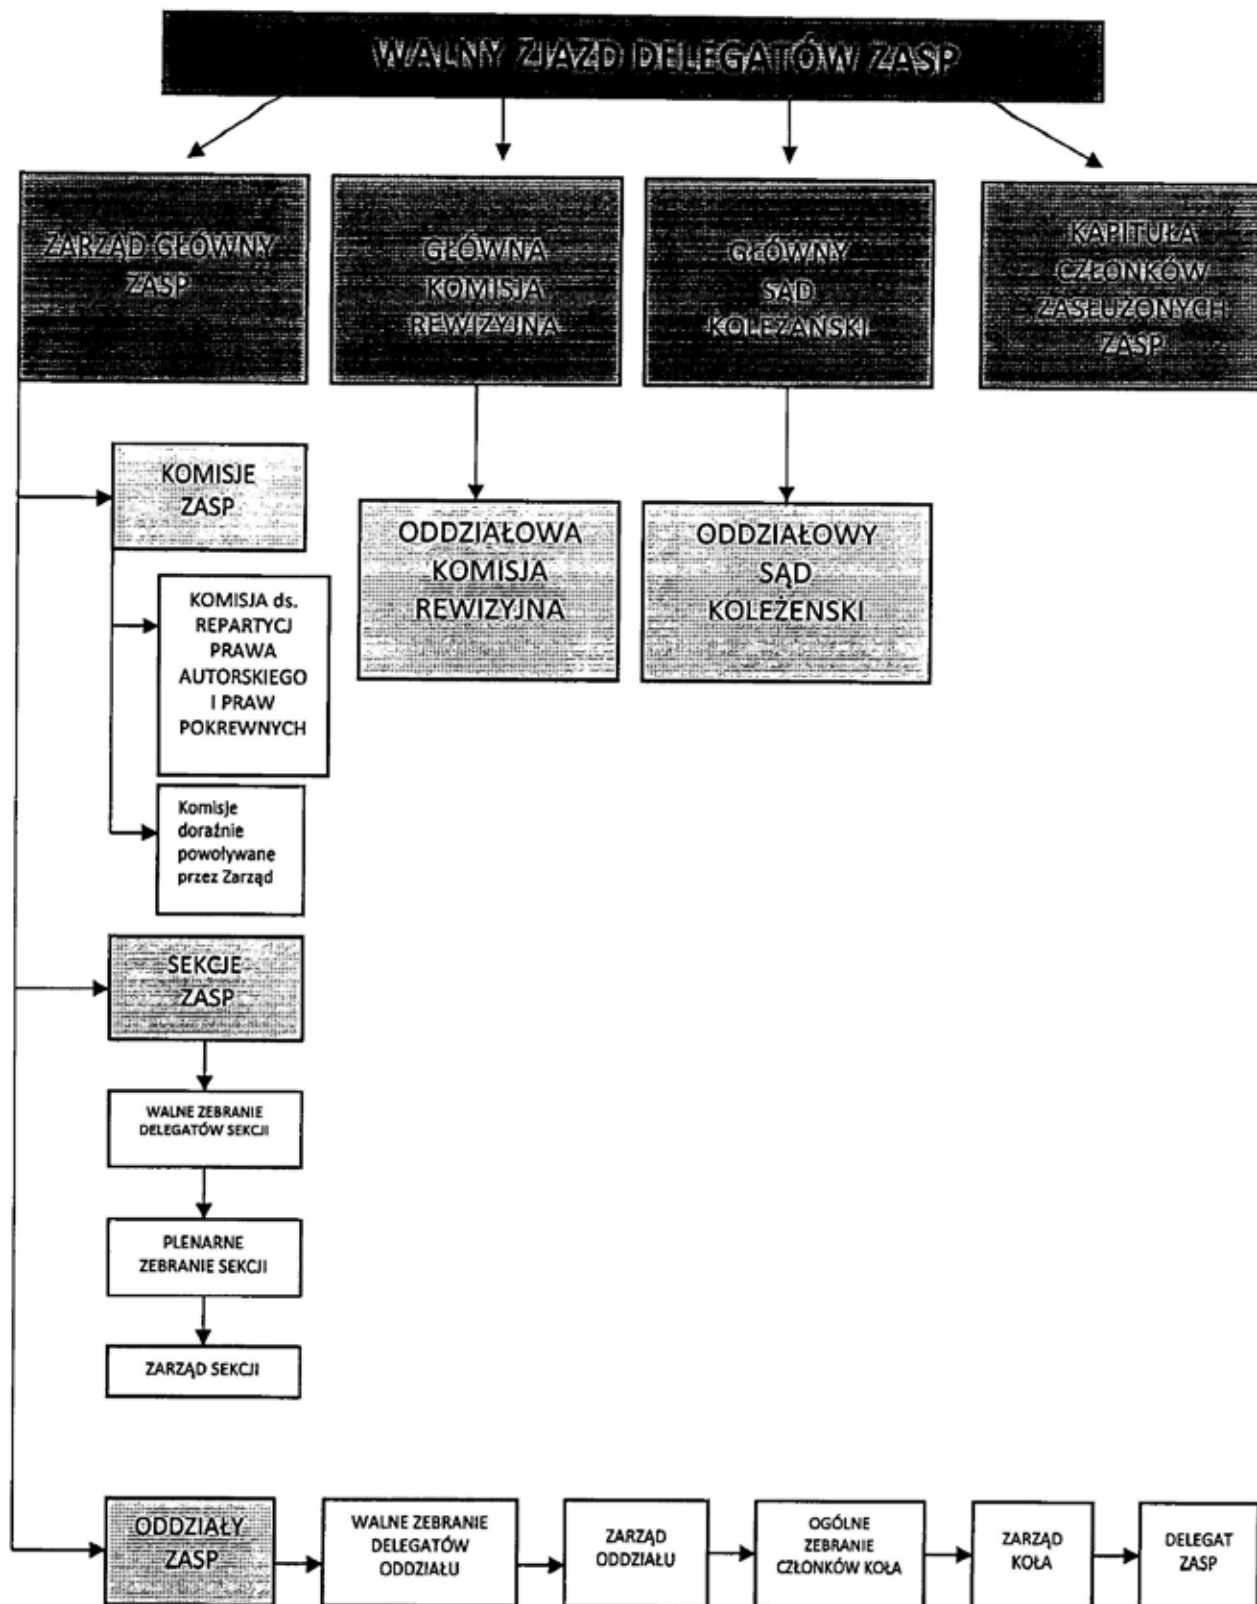 WALNY ZJAZD DELEGATÓW ZASP
ZARZĄD GŁÓWNY
ZASP
GŁÓWNA
KOMISJA
REWIZYJNA
GŁÓWNY
SĄD
KOLEŻAŃSKI
KAPITUŁA
CZŁONKÓW
ZASŁUŻONYCH
ZASP
KOMISJE
ZASP
ODDZIAŁOWA
KOMISJA
REWIZYJNA
ODDZIAŁOWY
SĄD
KOLEŻENSKI
KOMISJA ds.
REPARTYCJ
PRAWA
AUTORSKIEGO
I PRAW
POKREWNYCH
Komisje
doraźnie
powoływane
przez Zarząd
SEKCJE
ZASP
WALNE ZEBRANIE
DELEGATÓW SEKCJI
PLENARNE
ZEBRANIE SEKCJI
ZARZĄD SEKCJI
ODDZIAŁY
ZASP
WALNE ZEBRANIE
DELEGATÓW
ODDZIAŁU
ZARZĄD
ODDZIAŁU
OGÓLNE
ZEBRANIE
CZŁONKÓW KOŁA
ZARZĄD
KOŁA
DELEGAT
ZASP